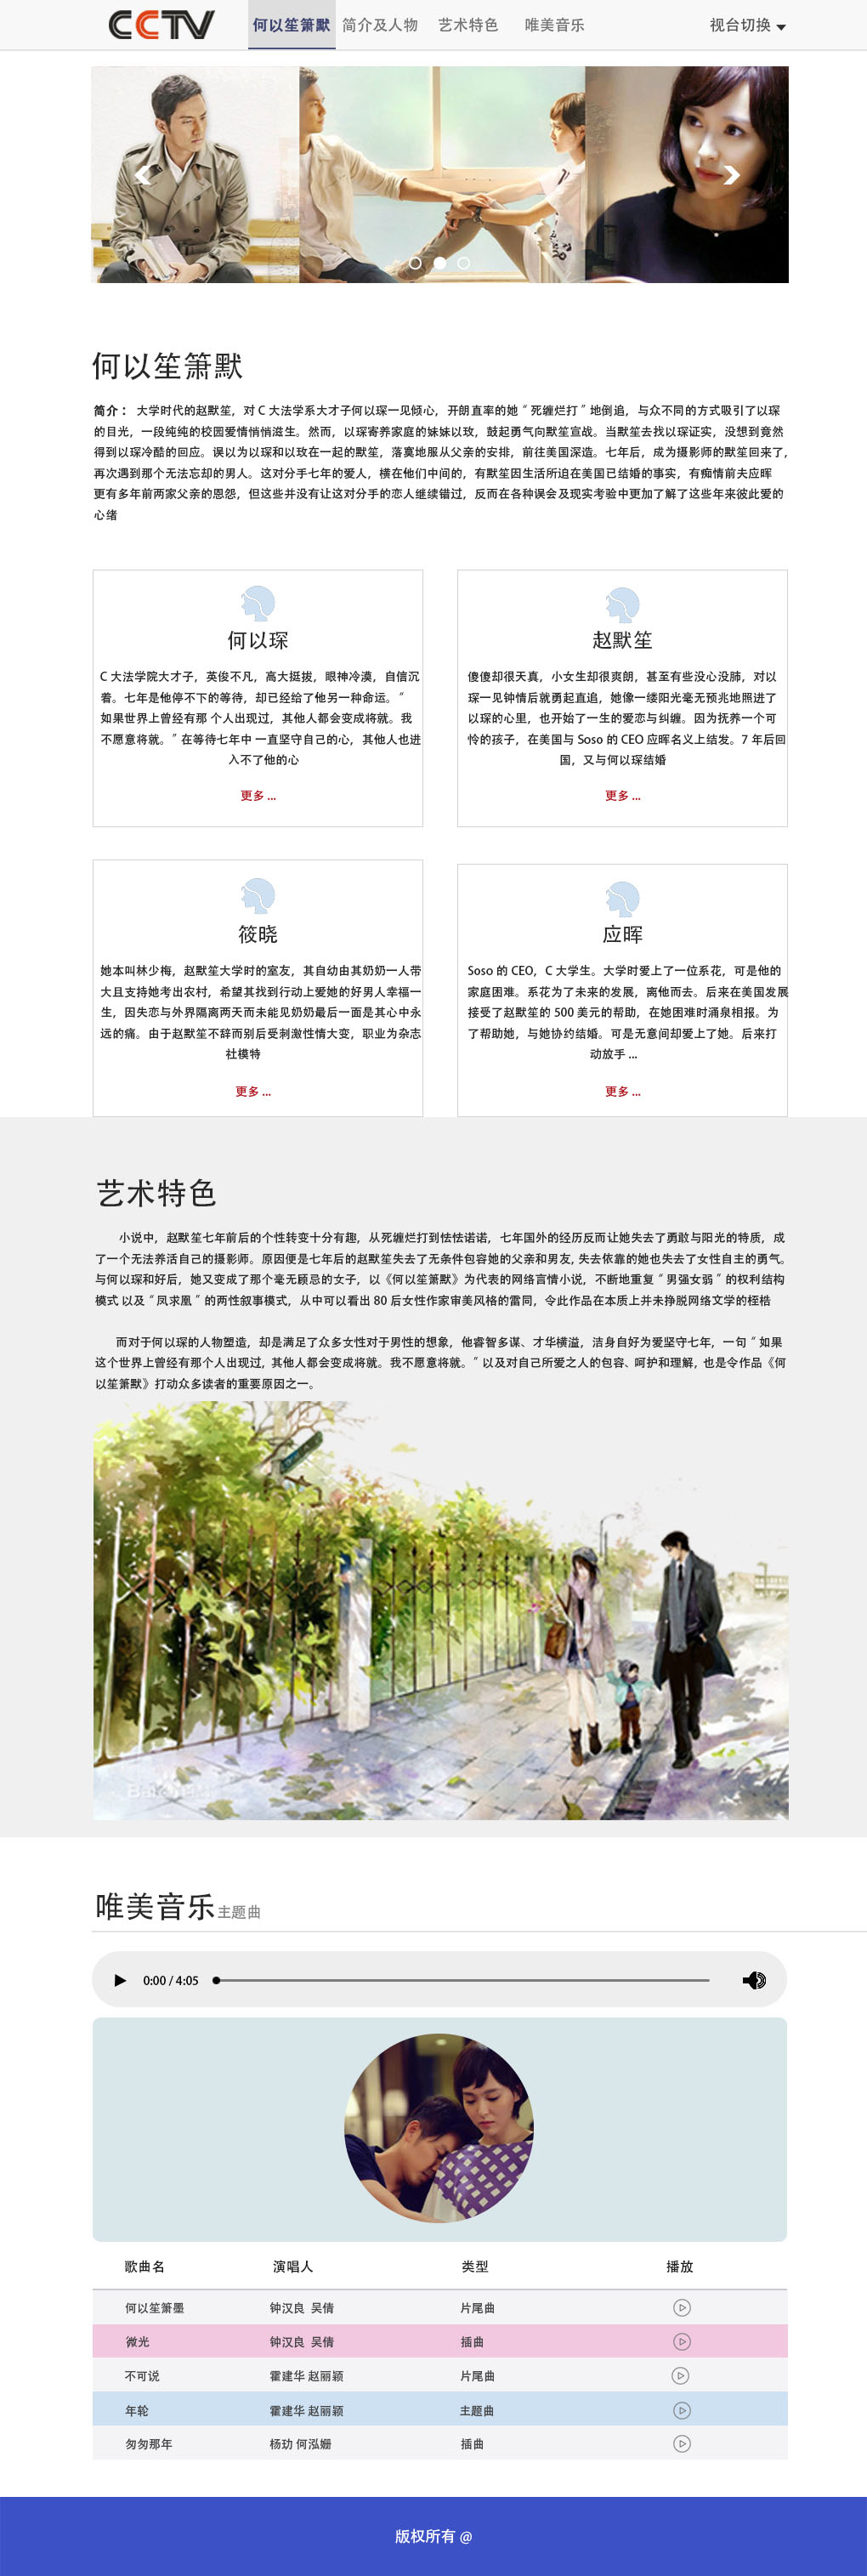 CCTV 何以笙箫默 简介及人物 艺术特色 唯美音乐 视台切换
何以笙箫默
简介： 大学时代的赵默笙，对 C 大法学系大才子何以琛一见倾心，开朗直率的她“死缠烂打”地倒追，与众不同的方式吸引了以琛
的目光，一段纯纯的校园爱情悄悄滋生。然而，以琛寄养家庭的妹妹以玫，鼓起勇气向默笙宣战。当默笙去找以琛证实，没想到竟然
得到以琛冷酷的回应。误以为以琛和以玫在一起的默笙，落寞地服从父亲的安排，前往美国深造。七年后，成为摄影师的默笙回来了，
再次遇到那个无法忘却的男人。这对分手七年的爱人，横在他们中间的，有默笙因生活所迫在美国已结婚的事实，有痴情前夫应晖
更有多年前两家父亲的恩怨，但这些并没有让这对分手的恋人继续错过，反而在各种误会及现实考验中更加了解了这些年来彼此爱的
心绪
何以琛
C 大法学院大才子，英俊不凡，高大挺拔，眼神冷漠，自信沉
着。七年是他停不下的等待，却已经给了他另一种命运。“
如果世界上曾经有那 个人出现过，其他人都会变成将就。我
不愿意将就。”在等待七年中 一直坚守自己的心，其他人也进
入不了他的心
更多 ...
赵默笙
傻傻却很天真，小女生却很爽朗，甚至有些没心没肺，对以
琛一见钟情后就勇起直追，她像一缕阳光毫无预兆地照进了
以琛的心里，也开始了一生的爱恋与纠缠。因为抚养一个可
怜的孩子，在美国与 Soso 的 CEO 应晖名义上结发。7 年后回
国，又与何以琛结婚
更多 ...
筱晓
她本叫林少梅，赵默笙大学时的室友，其自幼由其奶奶一人带
大且支持她考出农村，希望其找到行动上爱她的好男人幸福一
生，因失恋与外界隔离两天而未能见奶奶最后一面是其心中永
远的痛。由于赵默笙不辞而别后受刺激性情大变，职业为杂志
社模特
更多 ...
应晖
Soso 的 CEO，C 大学生。大学时爱上了一位系花，可是他的
家庭困难。系花为了未来的发展，离他而去。后来在美国发展
接受了赵默笙的 500 美元的帮助，在她困难时涌泉相报。为
了帮助她，与她协约结婚。可是无意间却爱上了她。后来打
动放手 ...
更多 ...
艺术特色
小说中，赵默笙七年前后的个性转变十分有趣，从死缠烂打到怯怯诺诺，七年国外的经历反而让她失去了勇敢与阳光的特质，成
了一个无法养活自己的摄影师。原因便是七年后的赵默笙失去了无条件包容她的父亲和男友, 失去依靠的她也失去了女性自主的勇气。
与何以琛和好后，她又变成了那个毫无顾忌的女子，以《何以笙箫默》为代表的网络言情小说，不断地重复“男强女弱”的权利结构
模式 以及“凤求凰”的两性叙事模式，从中可以看出 80 后女性作家审美风格的雷同，令此作品在本质上并未挣脱网络文学的桎梏
而对于何以琛的人物塑造，却是满足了众多女性对于男性的想象，他睿智多谋、才华横溢，洁身自好为爱坚守七年，一句“如果
这个世界上曾经有那个人出现过, 其他人都会变成将就。我不愿意将就。”以及对自己所爱之人的包容、呵护和理解, 也是令作品《何
以笙箫默》打动众多读者的重要原因之一。
唯美音乐主题曲
0:00 / 4:05
歌曲名 演唱人 类型 播放
何以笙箫墨 钟汉良 吴倩 片尾曲
微光 钟汉良 吴倩 插曲
不可说 霍建华 赵丽颖 片尾曲
年轮 霍建华 赵丽颖 主题曲
匆匆那年 杨玏 何泓姗 插曲
版权所有 @